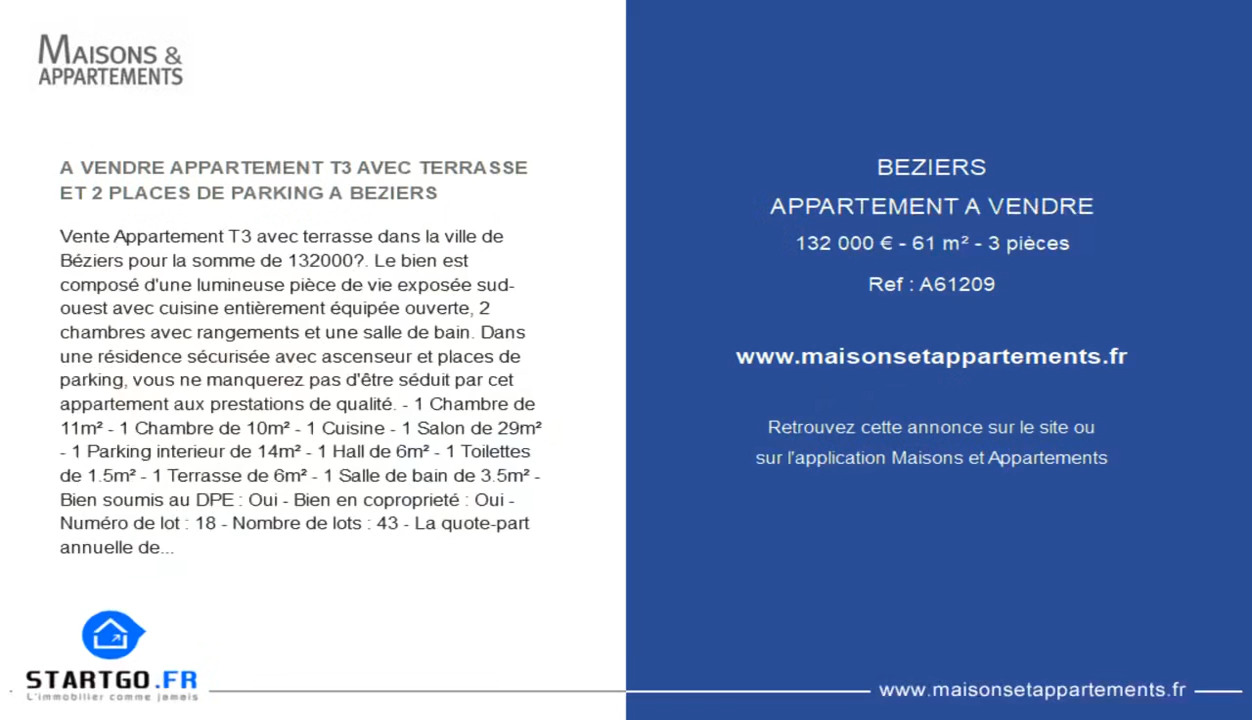 MAISONS &
APPARTEMENTS
A VENDRE APPARTEMENT T3 AVEC TERRASSE
ET 2 PLACES DE PARKING A BEZIERS
Vente Appartement T3 avec terrasse dans la ville de
Béziers pour la somme de 132000?. Le bien est
composé d'une lumineuse pièce de vie exposée sud-
ouest avec cuisine entièrement équipée ouverte, 2
chambres avec rangements et une salle de bain. Dans
une résidence sécurisée avec ascenseur et places de
parking, vous ne manquerez pas d'être séduit par cet
appartement aux prestations de qualité. - 1 Chambre de
11m² - 1 Chambre de 10m² - 1 Cuisine - 1 Salon de 29m²
- 1 Parking interieur de 14m² - 1 Hall de 6m² - 1 Toilettes
de 1.5m² - 1 Terrasse de 6m² - 1 Salle de bain de 3.5m² -
Bien soumis au DPE : Oui - Bien en coproprieté : Oui -
Numéro de lot : 18 - Nombre de lots : 43 - La quote-part
annuelle de...
STARTGO.FR
L'immobilier comme jamais
BEZIERS
APPARTEMENT A VENDRE
132 000 € - 61 m² - 3 pièces
Ref : A61209
www.maisonsetappartements.fr
Retrouvez cette annonce sur le site ou
sur l'application Maisons et Appartements
www.maisonsetappartements.fr